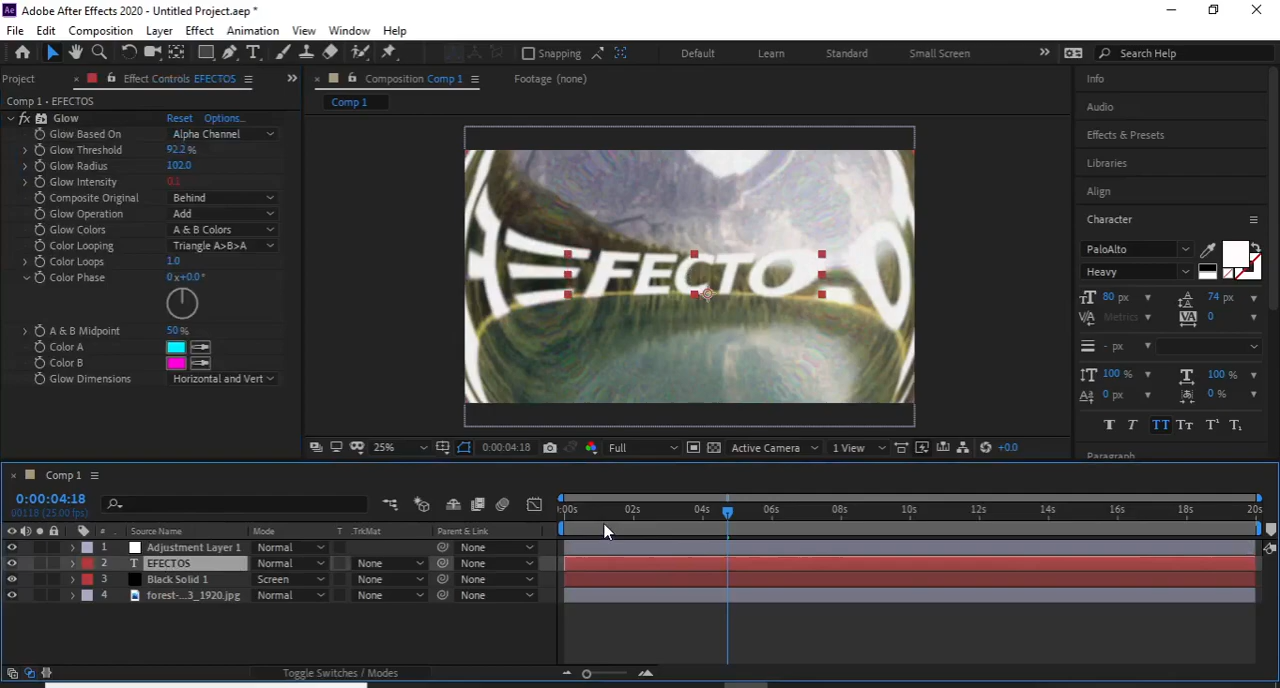 Adobe After Effects 2020 - Untitled Project.aep *
File Edit Composition Layer Effect Animation View Window Help
Snapping Default Learn Standard Small Screen Search Help
Project Effect Controls EFECTOS Composition Comp 1 Footage (none) Info
Comp 1 • EFECTOS Comp 1 Audio
fx Glow Reset Options...
Glow Based On Alpha Channel Effects & Presets
Glow Threshold 92.2 %
Glow Radius 102.0 Libraries
Glow Intensity 0.1
Composite Original Behind Align
Glow Operation Add Character
Glow Colors A & B Colors
Color Looping Triangle A>B>A PaloAlto
Color Loops 1.0 Heavy
Color Phase 0 x +0.0 °
FECTO
80 px 74 px
Metrics 0
A & B Midpoint 50 %
Color A - px
Color B
Glow Dimensions Horizontal and Vert 100 % 100 %
0 px 0 %
T T TT Tt T¹ T₁
25% 0:00:04:18 Full Active Camera 1 View +0.0 Paragraph
Comp 1
0:00:04:18
00118 (25.00 fps)
:00s 02s 04s 06s 08s 10s 12s 14s 16s 18s 20s
# Source Name Mode T .TrkMat Parent & Link
1 Adjustment Layer 1 Normal None
2 T EFECTOS Normal None None
3 Black Solid 1 Screen None None
4 forest-...3_1920.jpg Normal None None
Toggle Switches / Modes